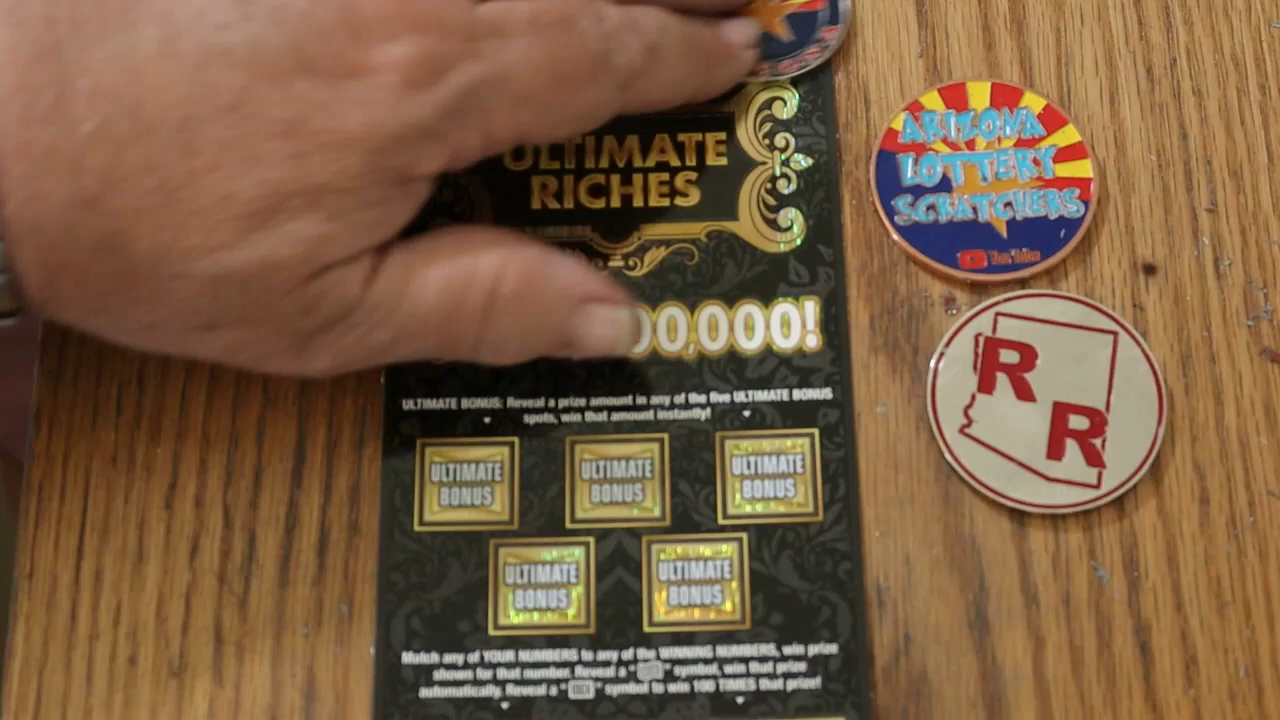 ULTIMATE
RICHES
00,000!
ULTIMATE BONUS: Reveal a prize amount in any of the five ULTIMATE BONUS
spots, win that amount instantly!
ULTIMATE
BONUS
ULTIMATE
BONUS
ULTIMATE
BONUS
ULTIMATE
BONUS
ULTIMATE
BONUS
Match any of YOUR NUMBERS to any of the WINNING NUMBERS, win prize
shown for that number. Reveal a " " symbol, win that prize
automatically. Reveal a " " symbol to win 100 TIMES that prize!
ARIZONA
LOTTERY
SCRATCHERS
YouTube
R
R